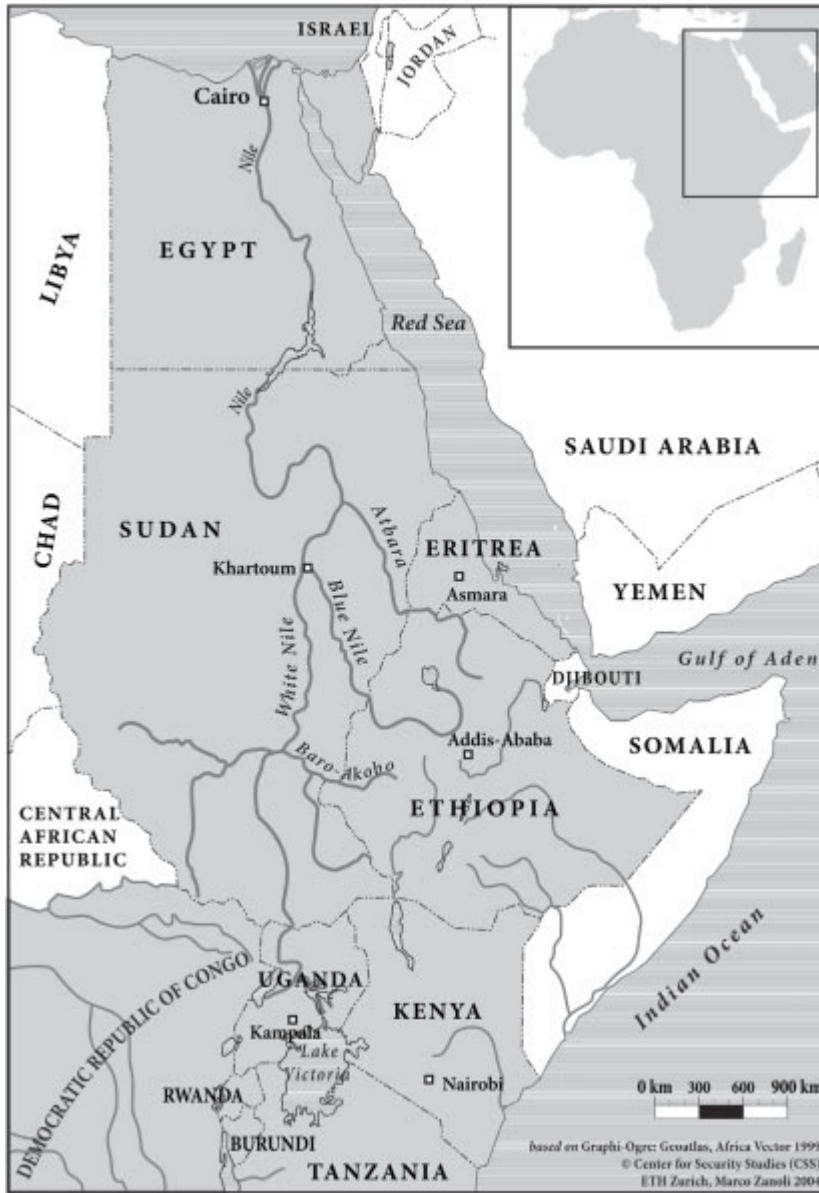 ISRAEL
JORDAN
Cairo
Nile
LIBYA
EGYPT
Red Sea
Nile
SAUDI ARABIA
CHAD
SUDAN
Atbara
ERITREA
Khartoum
Asmara
YEMEN
White Nile
Blue Nile
Gulf of Aden
DJIBOUTI
Addis-Ababa
SOMALIA
Baro-Akobo
ETHIOPIA
CENTRAL
AFRICAN
REPUBLIC
Indian Ocean
DEMOCRATIC REPUBLIC OF CONGO
UGANDA
KENYA
Kampala
Lake
Victoria
Nairobi
RWANDA
BURUNDI
TANZANIA
0 km 300 600 900 km
based on Graphi-Ogre: Geoatlas, Africa Vector 1999
© Center for Security Studies (CSS)
ETH Zurich, Marco Zanoli 2004